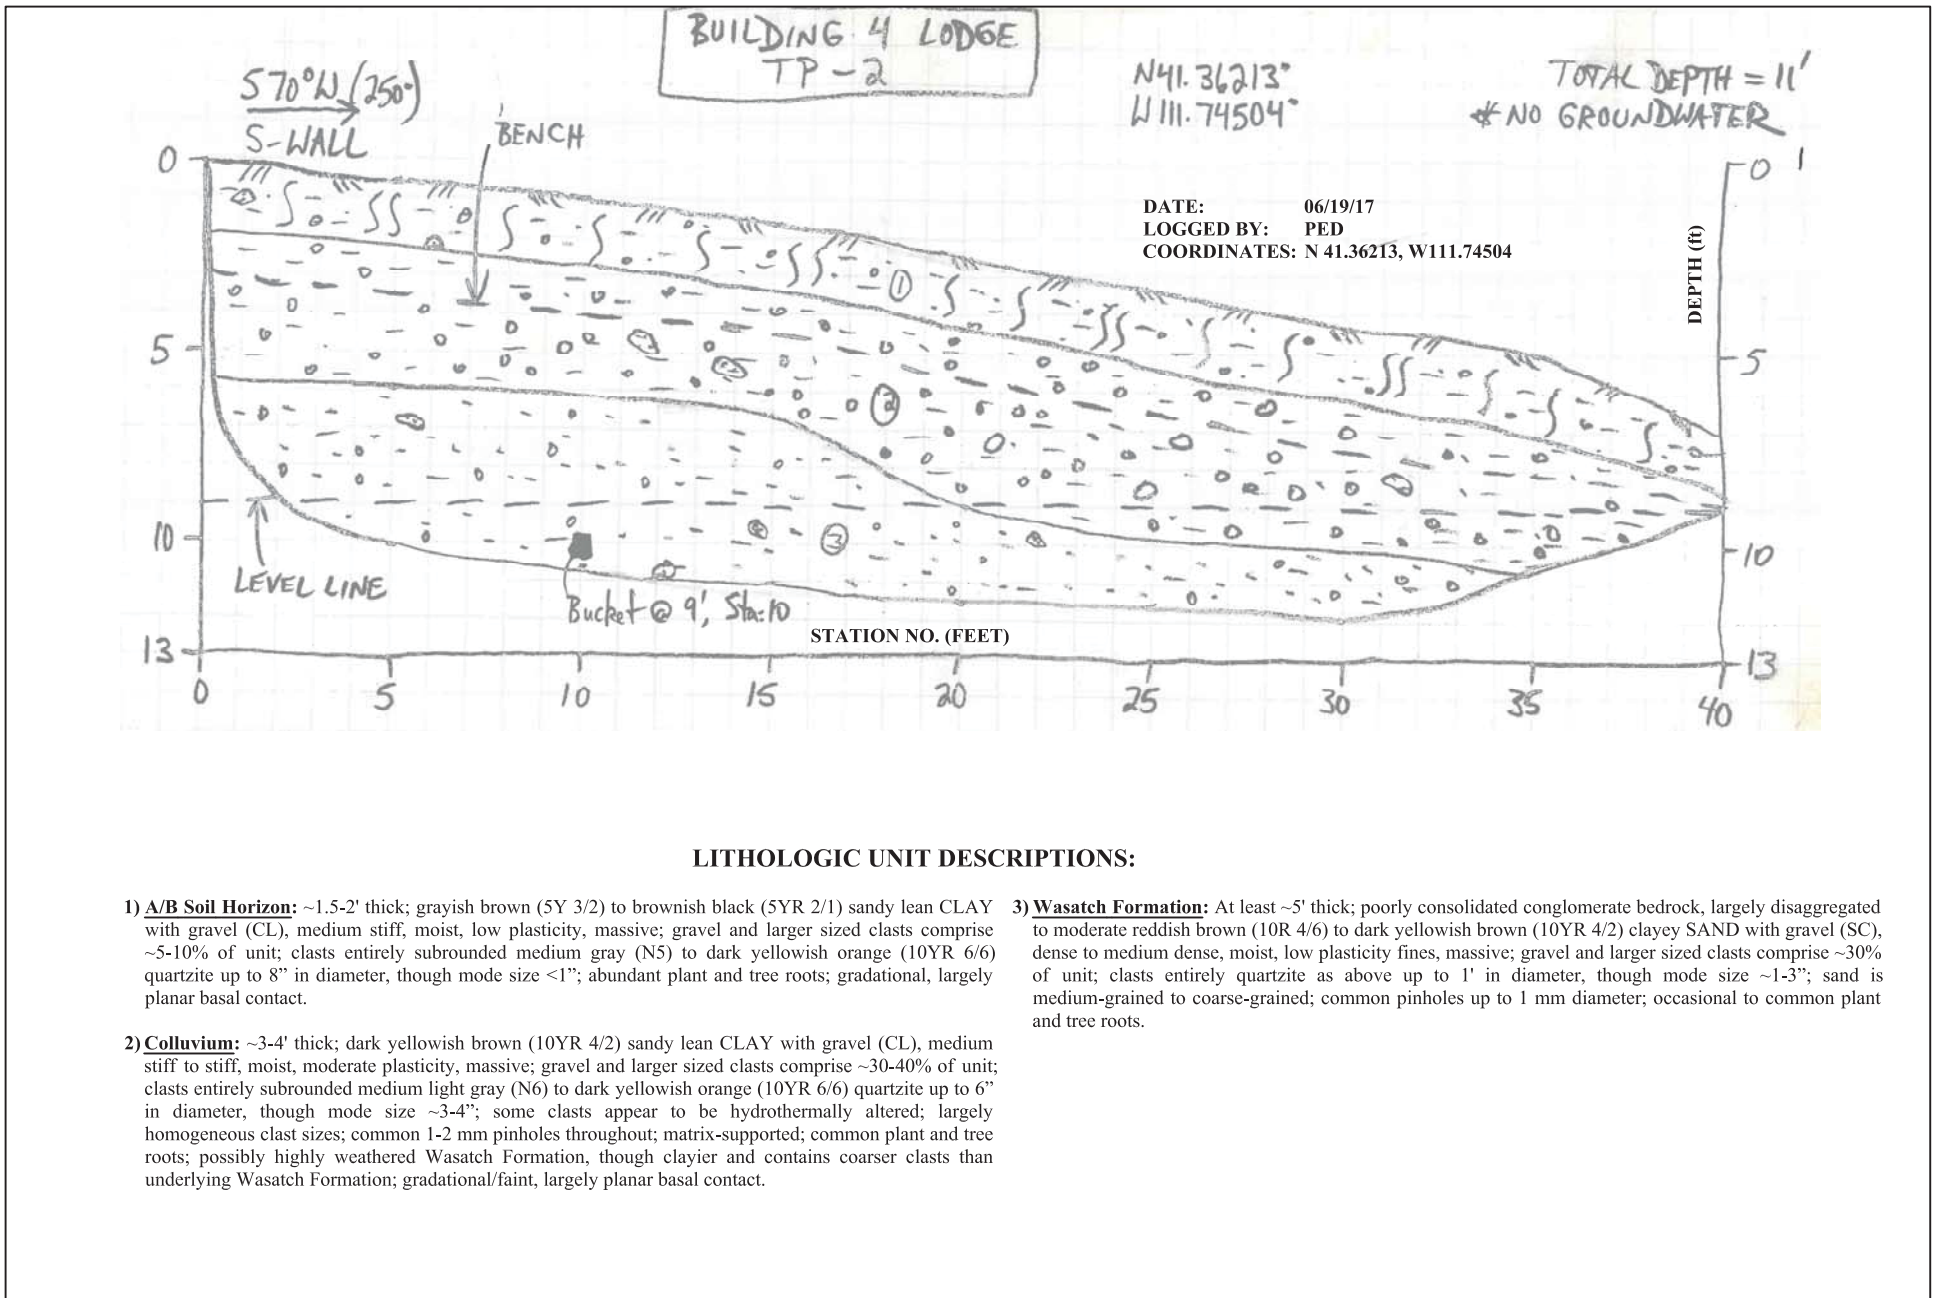 BUILDING 4 LODGE
TP-2
S70°W (250°)
S-WALL
BENCH
N41.36213°
W111.74504°
TOTAL DEPTH = 11'
* NO GROUNDWATER
DATE: 06/19/17
LOGGED BY: PED
COORDINATES: N 41.36213, W111.74504
0
5
10
13
0'
5
10
13
DEPTH (ft)
1
2
3
LEVEL LINE
Bucket @ 9', Sta:10
STATION NO. (FEET)
0 5 10 15 20 25 30 35 40
LITHOLOGIC UNIT DESCRIPTIONS:
1) A/B Soil Horizon: ~1.5-2' thick; grayish brown (5Y 3/2) to brownish black (5YR 2/1) sandy lean CLAY
with gravel (CL), medium stiff, moist, low plasticity, massive; gravel and larger sized clasts comprise
~5-10% of unit; clasts entirely subrounded medium gray (N5) to dark yellowish orange (10YR 6/6)
quartzite up to 8” in diameter, though mode size <1”; abundant plant and tree roots; gradational, largely
planar basal contact.
2) Colluvium: ~3-4' thick; dark yellowish brown (10YR 4/2) sandy lean CLAY with gravel (CL), medium
stiff to stiff, moist, moderate plasticity, massive; gravel and larger sized clasts comprise ~30-40% of unit;
clasts entirely subrounded medium light gray (N6) to dark yellowish orange (10YR 6/6) quartzite up to 6”
in diameter, though mode size ~3-4”; some clasts appear to be hydrothermally altered; largely
homogeneous clast sizes; common 1-2 mm pinholes throughout; matrix-supported; common plant and tree
roots; possibly highly weathered Wasatch Formation, though clayier and contains coarser clasts than
underlying Wasatch Formation; gradational/faint, largely planar basal contact.
3) Wasatch Formation: At least ~5' thick; poorly consolidated conglomerate bedrock, largely disaggregated
to moderate reddish brown (10R 4/6) to dark yellowish brown (10YR 4/2) clayey SAND with gravel (SC),
dense to medium dense, moist, low plasticity fines, massive; gravel and larger sized clasts comprise ~30%
of unit; clasts entirely quartzite as above up to 1' in diameter, though mode size ~1-3”; sand is
medium-grained to coarse-grained; common pinholes up to 1 mm diameter; occasional to common plant
and tree roots.